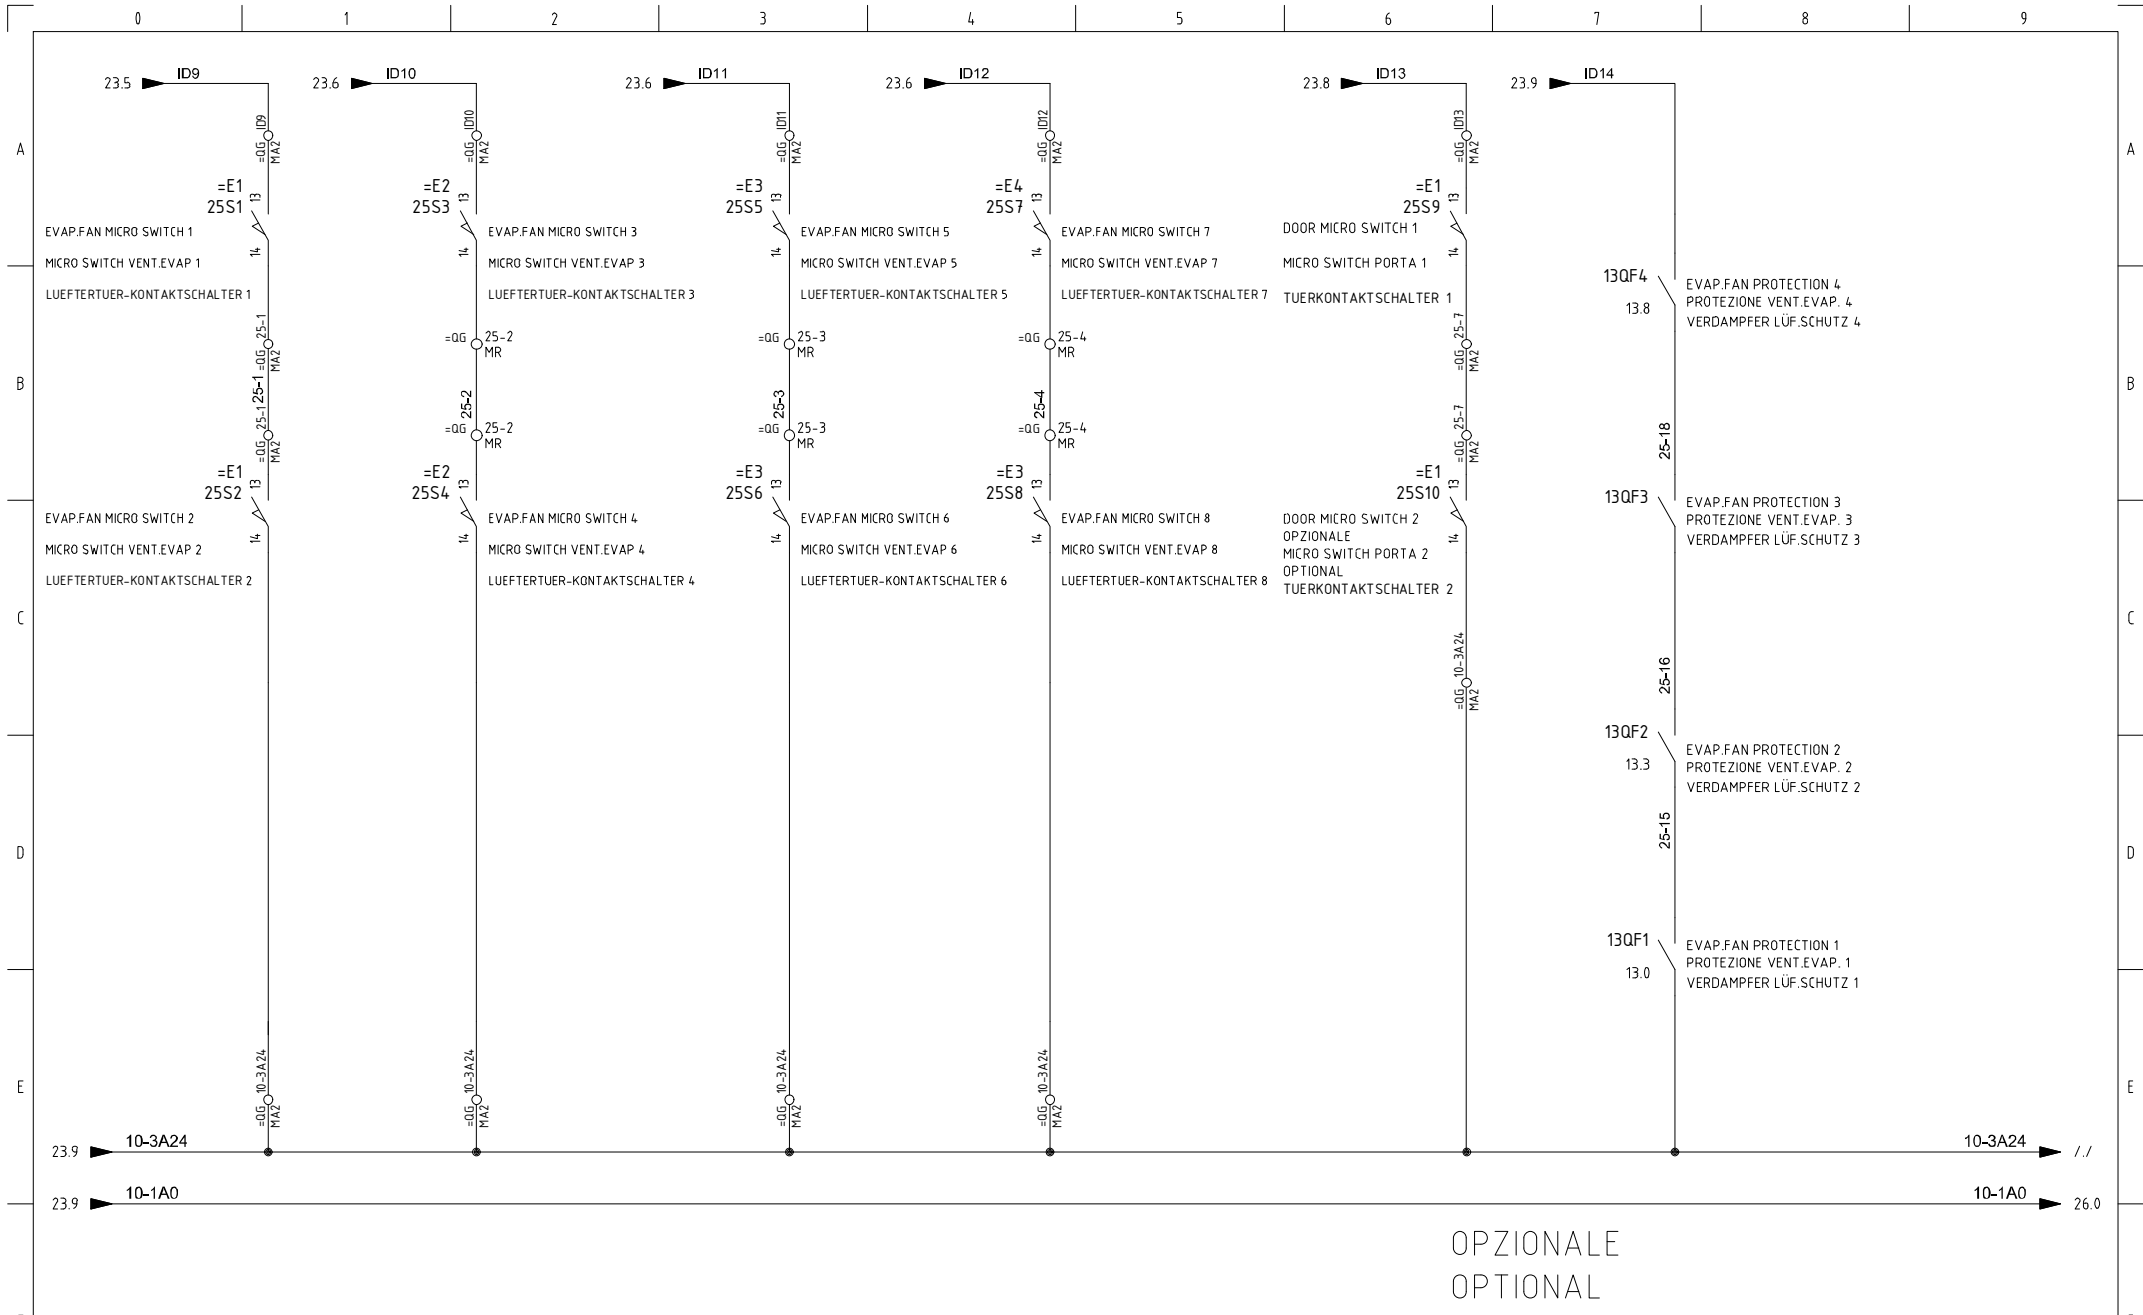 0 1 2 3 4 5 6 7 8 9
23.5 ID9
23.6 ID10
23.6 ID11
23.6 ID12
23.8 ID13
23.9 ID14
A
=QG ID9
MA2
=QG ID10
MA2
=QG ID11
MA2
=QG ID12
MA2
=QG ID13
MA2
A
=E1
25S1
13
14
EVAP.FAN MICRO SWITCH 1
MICRO SWITCH VENT.EVAP 1
LUEFTERTUER-KONTAKTSCHALTER 1
=E2
25S3
13
14
EVAP.FAN MICRO SWITCH 3
MICRO SWITCH VENT.EVAP 3
LUEFTERTUER-KONTAKTSCHALTER 3
=E3
25S5
13
14
EVAP.FAN MICRO SWITCH 5
MICRO SWITCH VENT.EVAP 5
LUEFTERTUER-KONTAKTSCHALTER 5
=E4
25S7
13
14
EVAP.FAN MICRO SWITCH 7
MICRO SWITCH VENT.EVAP 7
LUEFTERTUER-KONTAKTSCHALTER 7
=E1
25S9
13
14
DOOR MICRO SWITCH 1
MICRO SWITCH PORTA 1
TUERKONTAKTSCHALTER 1
13QF4
13.8
EVAP.FAN PROTECTION 4
PROTEZIONE VENT.EVAP. 4
VERDAMPFER LÜF.SCHUTZ 4
B
=QG 25-1
MA2
25-1
=QG 25-1
MA2
=QG 25-2
MR
25-2
=QG 25-2
MR
=QG 25-3
MR
25-3
=QG 25-3
MR
=QG 25-4
MR
25-4
=QG 25-4
MR
=QG 25-7
MA2
=QG 25-7
MA2
25-18
B
=E1
25S2
13
14
EVAP.FAN MICRO SWITCH 2
MICRO SWITCH VENT.EVAP 2
LUEFTERTUER-KONTAKTSCHALTER 2
=E2
25S4
13
14
EVAP.FAN MICRO SWITCH 4
MICRO SWITCH VENT.EVAP 4
LUEFTERTUER-KONTAKTSCHALTER 4
=E3
25S6
13
14
EVAP.FAN MICRO SWITCH 6
MICRO SWITCH VENT.EVAP 6
LUEFTERTUER-KONTAKTSCHALTER 6
=E3
25S8
13
14
EVAP.FAN MICRO SWITCH 8
MICRO SWITCH VENT.EVAP 8
LUEFTERTUER-KONTAKTSCHALTER 8
=E1
25S10
13
14
DOOR MICRO SWITCH 2
OPZIONALE
MICRO SWITCH PORTA 2
OPTIONAL
TUERKONTAKTSCHALTER 2
13QF3
EVAP.FAN PROTECTION 3
PROTEZIONE VENT.EVAP. 3
VERDAMPFER LÜF.SCHUTZ 3
C
=QG 10-3A24
MA2
25-16
C
13QF2
13.3
EVAP.FAN PROTECTION 2
PROTEZIONE VENT.EVAP. 2
VERDAMPFER LÜF.SCHUTZ 2
D
25-15
D
13QF1
13.0
EVAP.FAN PROTECTION 1
PROTEZIONE VENT.EVAP. 1
VERDAMPFER LÜF.SCHUTZ 1
E
=QG 10-3A24
MA2
=QG 10-3A24
MA2
=QG 10-3A24
MA2
=QG 10-3A24
MA2
E
23.9 10-3A24 10-3A24 /./
23.9 10-1A0 10-1A0 26.0
OPZIONALE
OPTIONAL